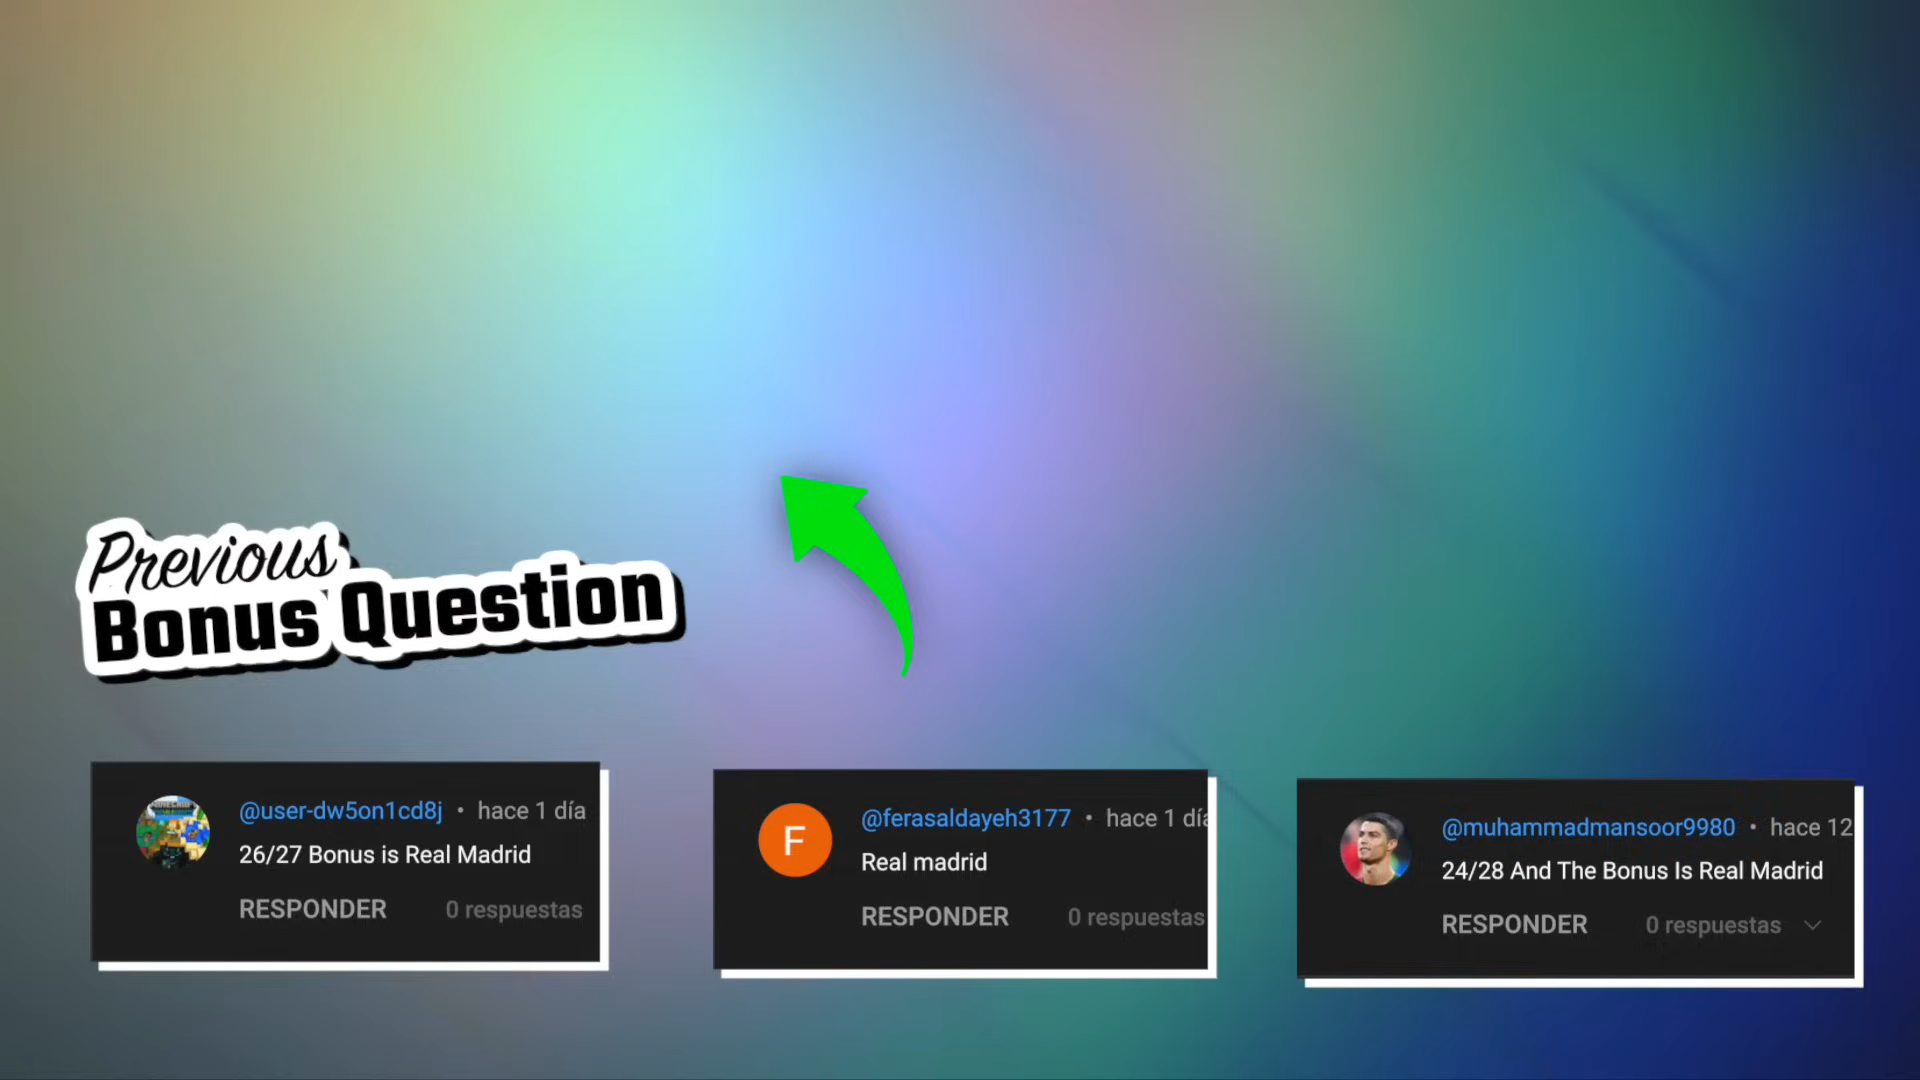 Previous
Bonus Question
@user-dw5on1cd8j • hace 1 día
26/27 Bonus is Real Madrid
RESPONDER 0 respuestas
F
@ferasaldayeh3177 • hace 1 día
Real madrid
RESPONDER 0 respuestas
@muhammadmansoor9980 • hace 12
24/28 And The Bonus Is Real Madrid
RESPONDER 0 respuestas